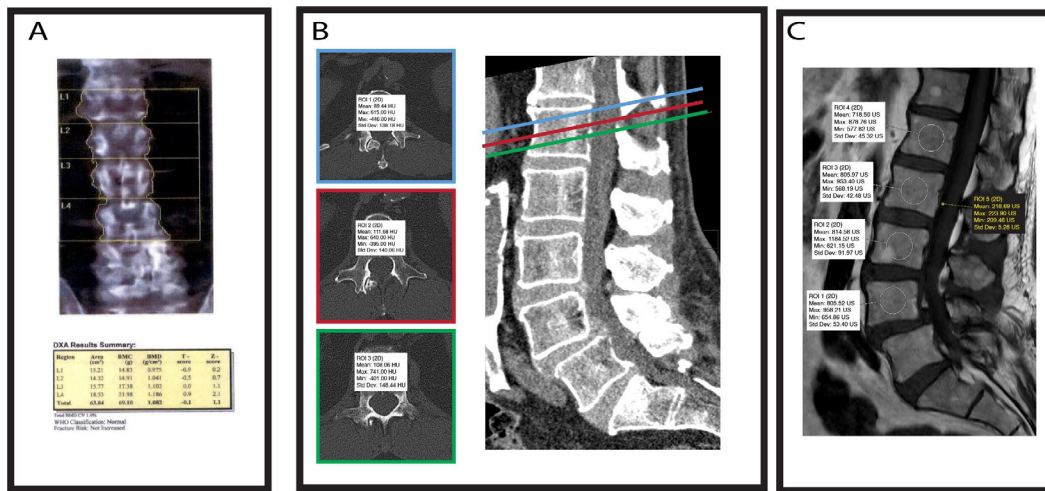 A
L1
L2
L3
L4
DXA Results Summary:
Region Area (cm²) BMC (g) BMD (g/cm²) T - score Z - score
L1 15.21 14.83 0.975 -0.9 0.2
L2 14.32 14.91 1.041 -0.5 0.7
L3 15.77 17.38 1.102 0.0 1.1
L4 18.53 21.98 1.186 0.9 2.1
Total 63.84 69.10 1.082 -0.1 1.1
Total BMD CV 1.0%
WHO Classification: Normal
Fracture Risk: Not Increased
B
ROI 1 (2D)
Mean: 89.44 HU
Max: 615.00 HU
Min: -446.00 HU
Std Dev: 138.18 HU
ROI 2 (2D)
Mean: 111.68 HU
Max: 640.00 HU
Min: -395.00 HU
Std Dev: 140.06 HU
ROI 3 (2D)
Mean: 108.06 HU
Max: 741.00 HU
Min: -401.00 HU
Std Dev: 148.44 HU
C
ROI 4 (2D)
Mean: 718.50 US
Max: 878.76 US
Min: 577.82 US
Std Dev: 45.32 US
ROI 3 (2D)
Mean: 805.97 US
Max: 953.40 US
Min: 568.19 US
Std Dev: 42.46 US
ROI 5 (2D)
Mean: 218.69 US
Max: 223.90 US
Min: 209.46 US
Std Dev: 5.28 US
ROI 2 (2D)
Mean: 814.58 US
Max: 1184.52 US
Min: 621.15 US
Std Dev: 91.97 US
ROI 1 (2D)
Mean: 805.52 US
Max: 958.21 US
Min: 654.86 US
Std Dev: 53.40 US